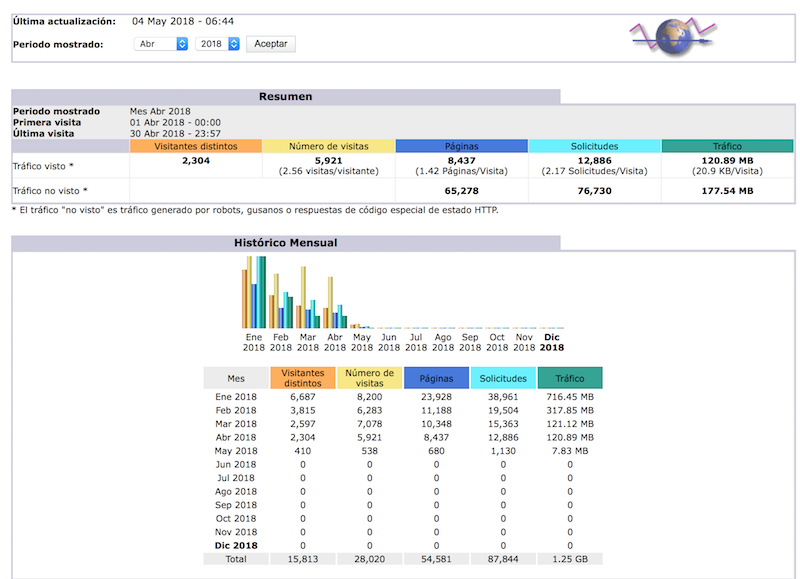 Última actualización: 04 May 2018 - 06:44
Periodo mostrado: Abr 2018 Aceptar
Resumen
Periodo mostrado Mes Abr 2018
Primera visita 01 Abr 2018 - 00:00
Última visita 30 Abr 2018 - 23:57
Visitantes distintos Número de visitas Páginas Solicitudes Tráfico
Tráfico visto * 2,304 5,921 8,437 12,886 120.89 MB
(2.56 visitas/visitante) (1.42 Páginas/Visita) (2.17 Solicitudes/Visita) (20.9 KB/Visita)
Tráfico no visto * 65,278 76,730 177.54 MB
* El tráfico "no visto" es tráfico generado por robots, gusanos o respuestas de código especial de estado HTTP.
Histórico Mensual
Ene Feb Mar Abr May Jun Jul Ago Sep Oct Nov Dic
2018 2018 2018 2018 2018 2018 2018 2018 2018 2018 2018 2018
Mes Visitantes distintos Número de visitas Páginas Solicitudes Tráfico
Ene 2018 6,687 8,200 23,928 38,961 716.45 MB
Feb 2018 3,815 6,283 11,188 19,504 317.85 MB
Mar 2018 2,597 7,078 10,348 15,363 121.12 MB
Abr 2018 2,304 5,921 8,437 12,886 120.89 MB
May 2018 410 538 680 1,130 7.83 MB
Jun 2018 0 0 0 0 0
Jul 2018 0 0 0 0 0
Ago 2018 0 0 0 0 0
Sep 2018 0 0 0 0 0
Oct 2018 0 0 0 0 0
Nov 2018 0 0 0 0 0
Dic 2018 0 0 0 0 0
Total 15,813 28,020 54,581 87,844 1.25 GB